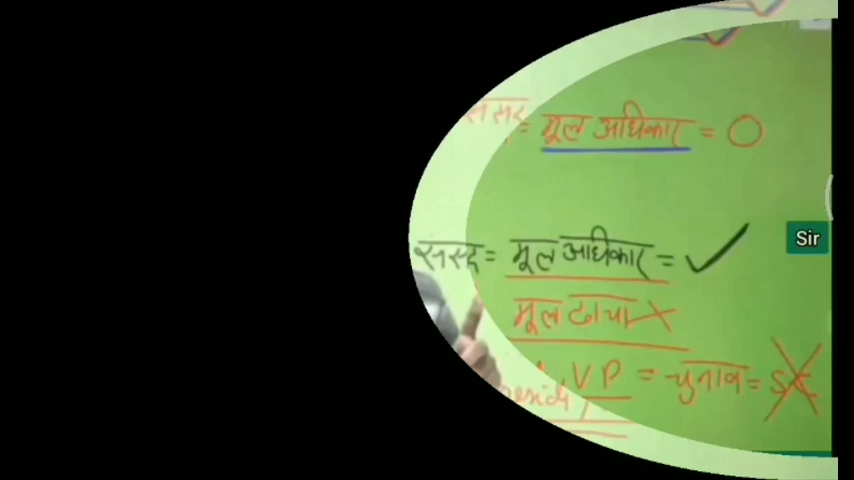 संसद = मूल अधिकार = O
Sir
संसद = मूल अधिकार = ✓
मूल ढाचा X
VP = चुनाव = SC